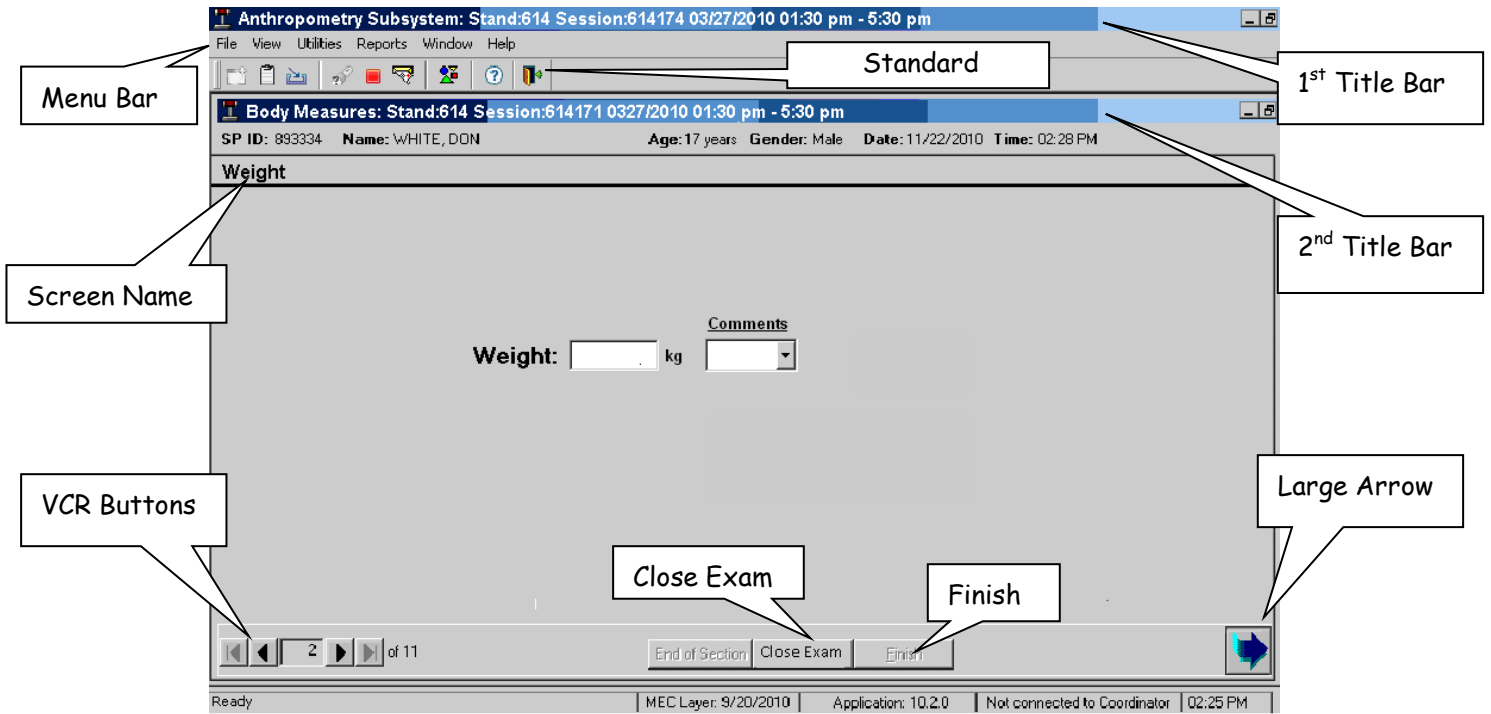 Anthropometry Subsystem: Stand:614 Session:614174 03/27/2010 01:30 pm - 5:30 pm
File View Utilities Reports Window Help
Standard
1st Title Bar
Menu Bar
Body Measures: Stand:614 Session:614171 0327/2010 01:30 pm - 5:30 pm
SP ID: 893334 Name: WHITE, DON Age: 17 years Gender: Male Date: 11/22/2010 Time: 02:28 PM
Weight
2nd Title Bar
Screen Name
Comments
Weight: . kg
VCR Buttons
Large Arrow
Close Exam
Finish
2 of 11 End of Section Close Exam Finish
Ready MEC Layer: 9/20/2010 Application: 10.2.0 Not connected to Coordinator 02:25 PM